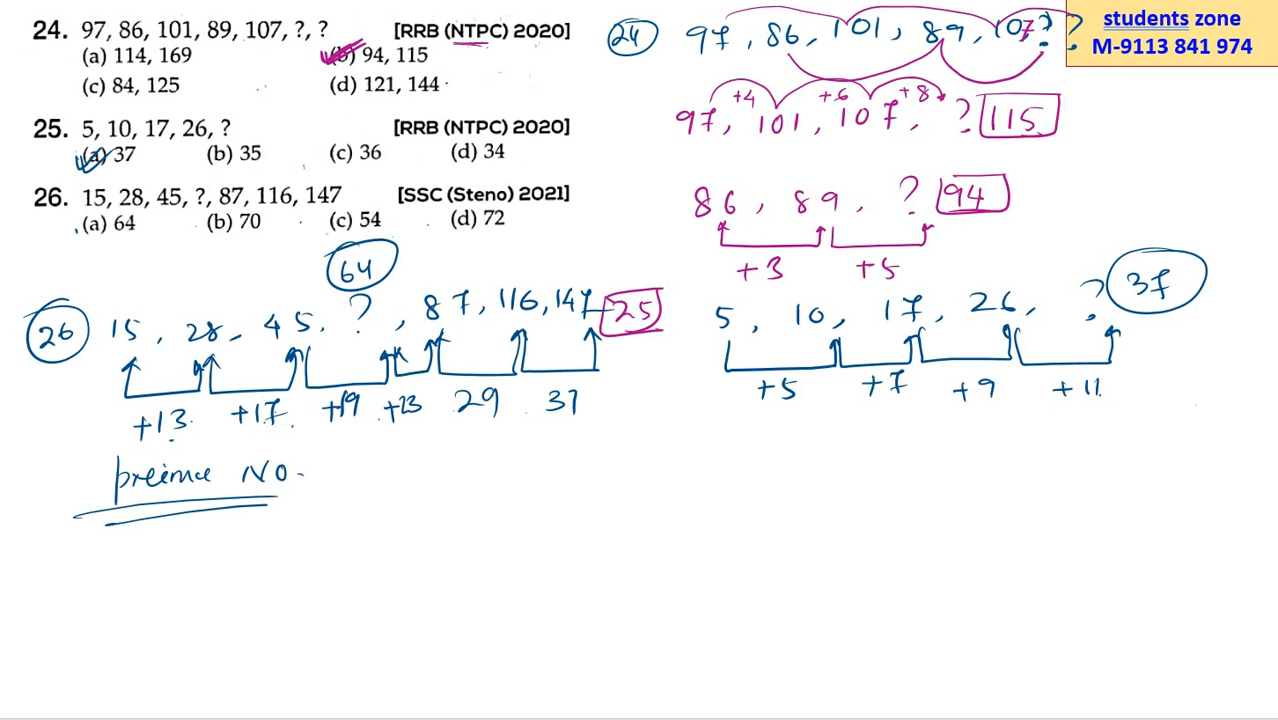 24. 97, 86, 101, 89, 107, ?, ? [RRB (NTPC) 2020]
(a) 114, 169 (b) 94, 115
(c) 84, 125 (d) 121, 144
25. 5, 10, 17, 26, ? [RRB (NTPC) 2020]
(a) 37 (b) 35 (c) 36 (d) 34
26. 15, 28, 45, ?, 87, 116, 147 [SSC (Steno) 2021]
(a) 64 (b) 70 (c) 54 (d) 72
students zone
M-9113 841 974
24 97, 86, 101, 89, 107, ? ?
+4 +6 +8
97, 101, 107, ? 115
86, 89, ? 94
+3 +5
64
26 15, 28, 45, ?, 87, 116, 147
+13 +17 +19 +23 29 31
preime NO.
25 5, 10, 17, 26, ? 37
+5 +7 +9 +11